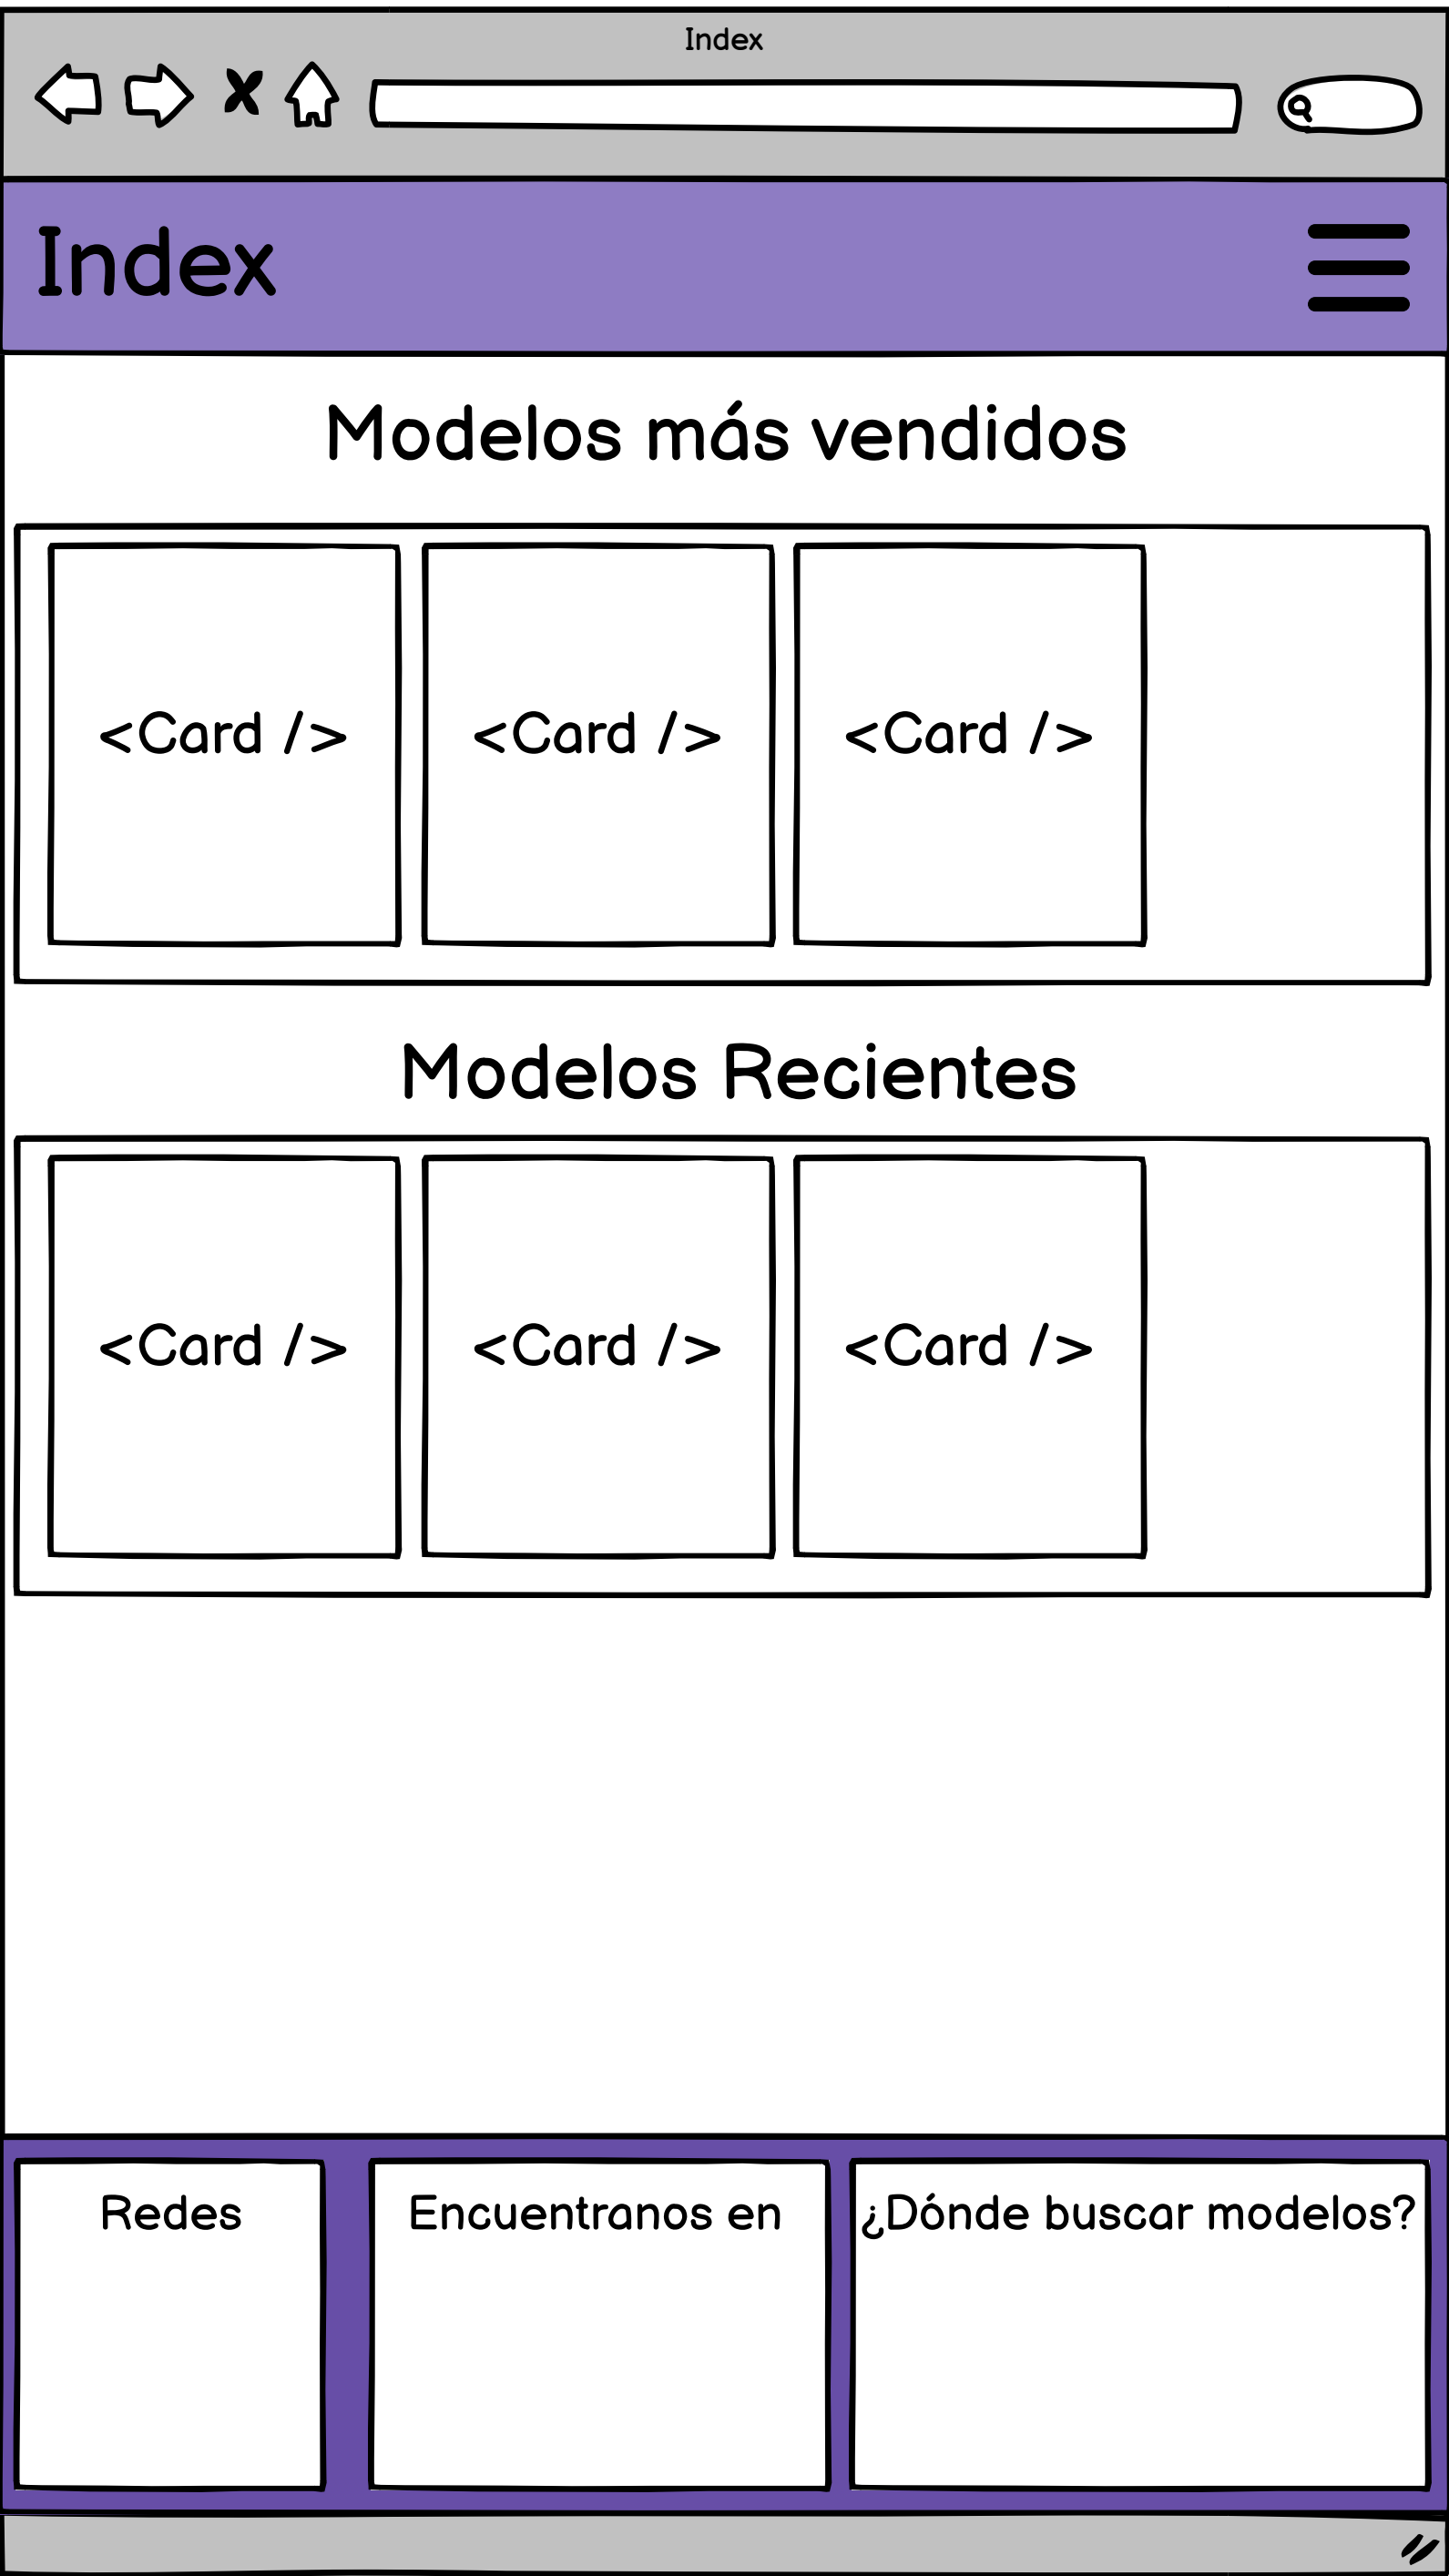 Index
Index
Modelos más vendidos
<Card /> <Card /> <Card />
Modelos Recientes
<Card /> <Card /> <Card />
Redes
Encuentranos en
¿Dónde buscar modelos?